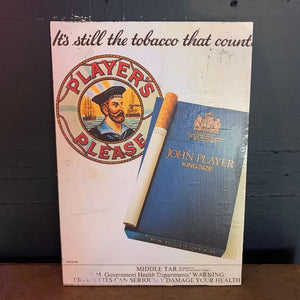 It's still the tobacco that count
PLAYER'S
PLEASE
JOHN PLAYER
KING SIZE
MIDDLE TAR
H.M. Government Health Departments' WARNING:
CIGARETTES CAN SERIOUSLY DAMAGE YOUR HEALTH